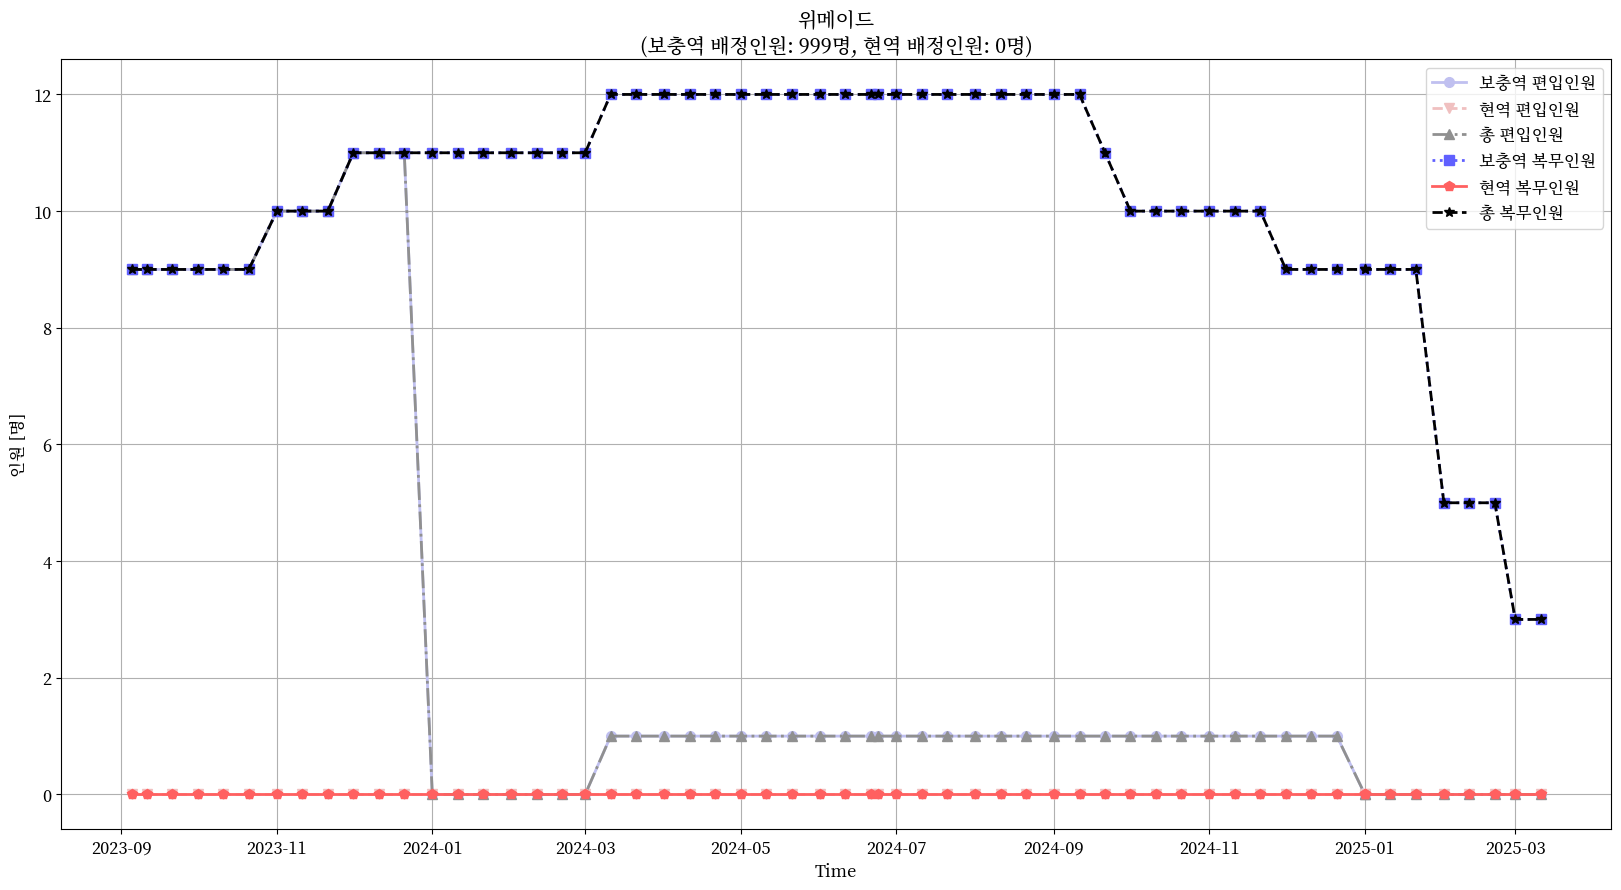 위메이드
(보충역 배정인원: 999명, 현역 배정인원: 0명)
보충역 편입인원
현역 편입인원
총 편입인원
보충역 복무인원
현역 복무인원
총 복무인원
12
10
8
6
4
2
0
인원 [명]
2023-09
2023-11
2024-01
2024-03
2024-05
2024-07
2024-09
2024-11
2025-01
2025-03
Time